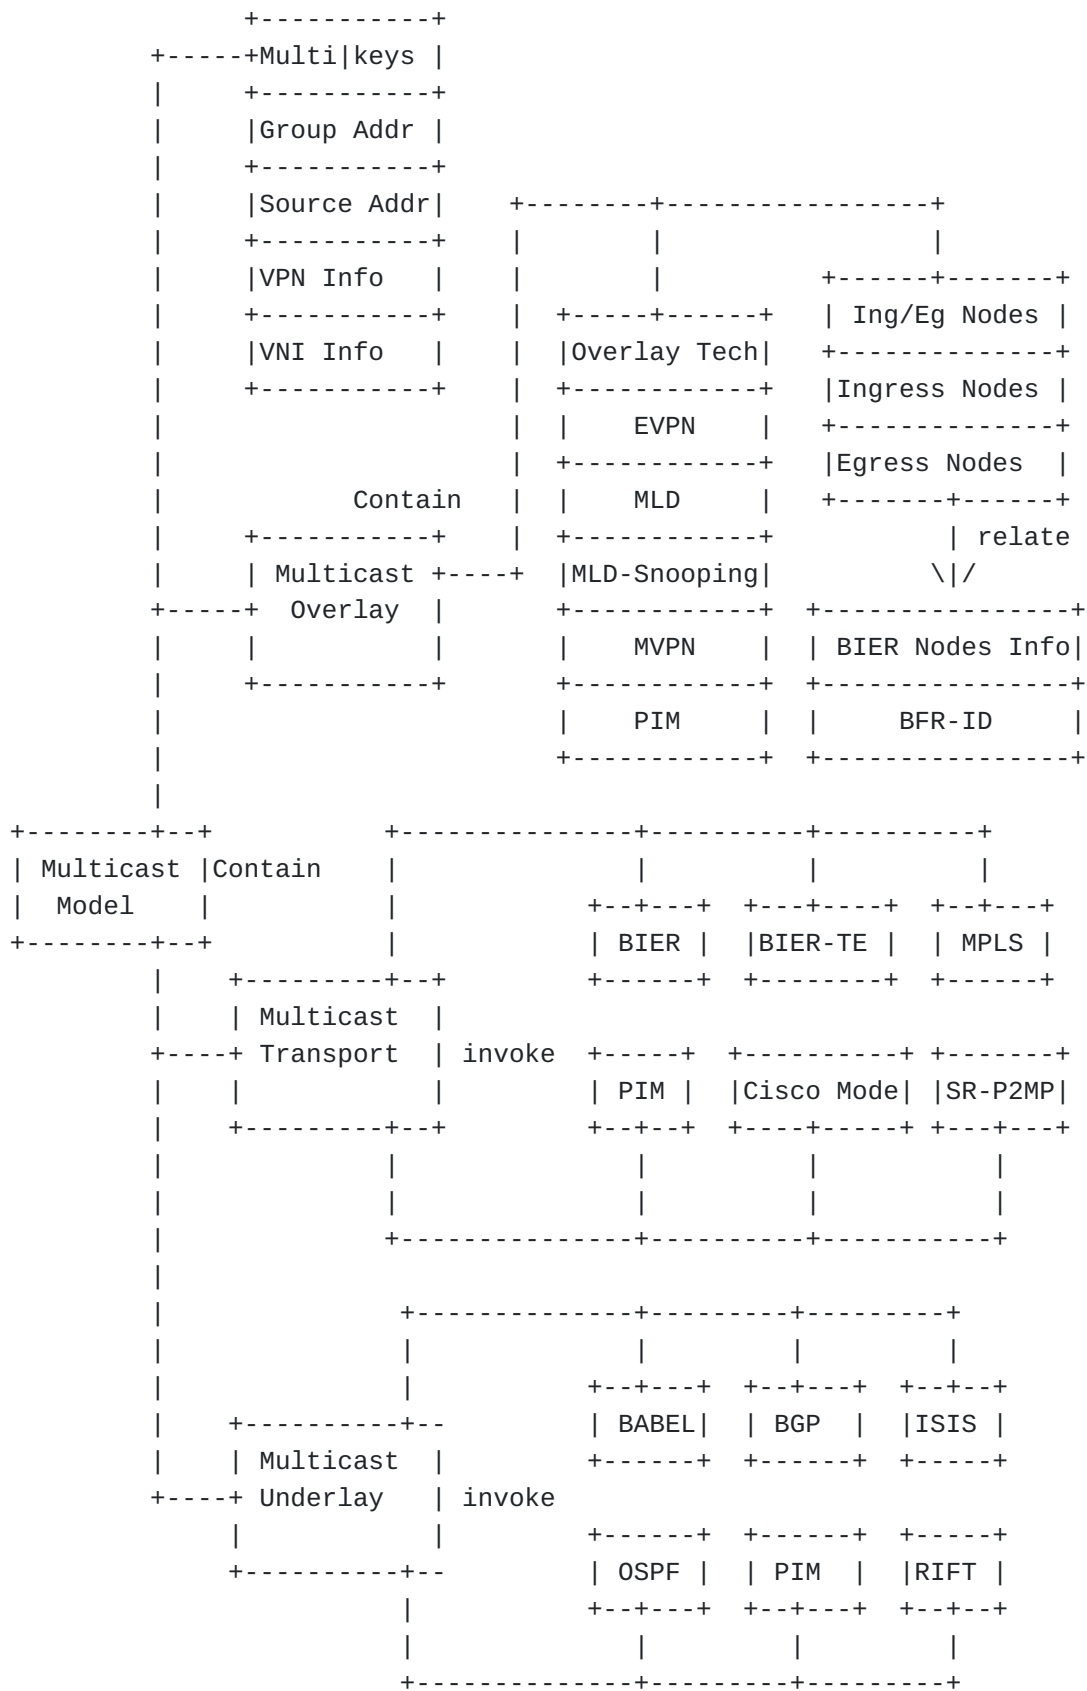 Multi|keys
Group Addr
Source Addr
VPN Info
Ing/Eg Nodes
VNI Info
Overlay Tech
Ingress Nodes
EVPN
Egress Nodes
Contain
MLD
relate
Multicast
MLD-Snooping
Overlay
MVPN
BIER Nodes Info
PIM
BFR-ID
Multicast
Contain
Model
BIER
BIER-TE
MPLS
Multicast
Transport
invoke
PIM
Cisco Mode
SR-P2MP
BABEL
BGP
ISIS
Multicast
Underlay
invoke
OSPF
PIM
RIFT